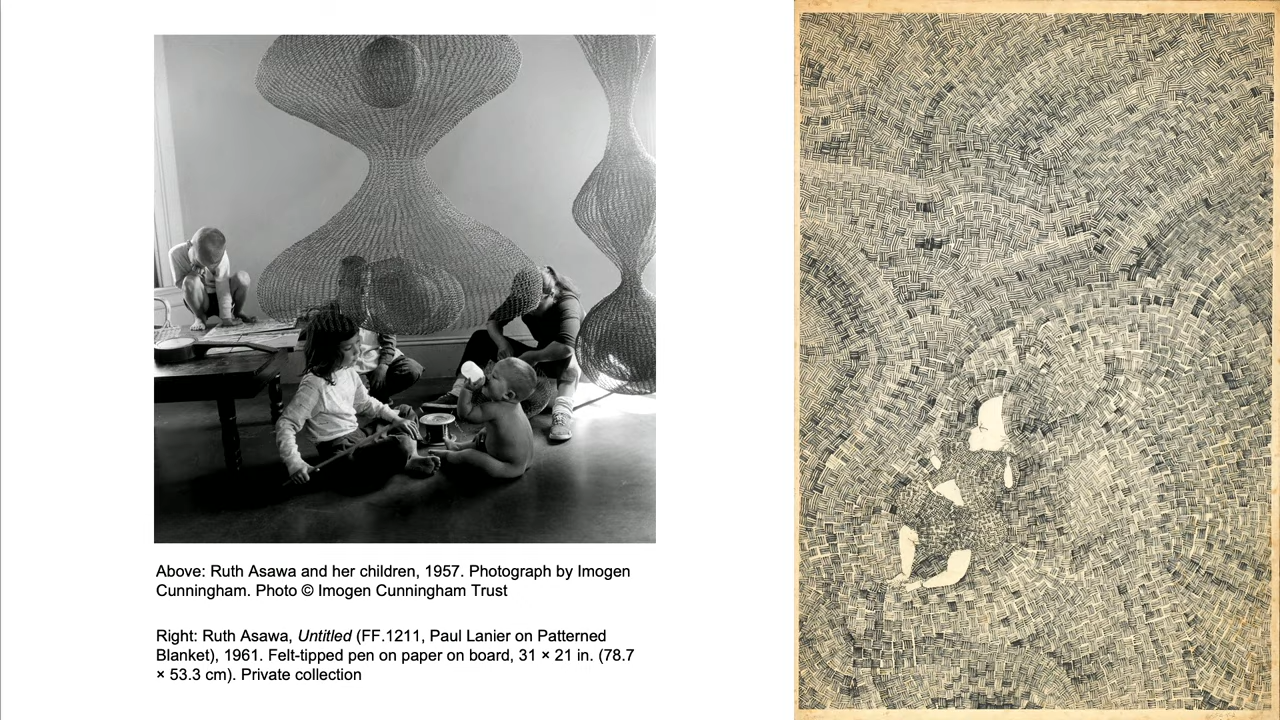 Above: Ruth Asawa and her children, 1957. Photograph by Imogen
Cunningham. Photo © Imogen Cunningham Trust
Right: Ruth Asawa, Untitled (FF.1211, Paul Lanier on Patterned
Blanket), 1961. Felt-tipped pen on paper on board, 31 × 21 in. (78.7
× 53.3 cm). Private collection